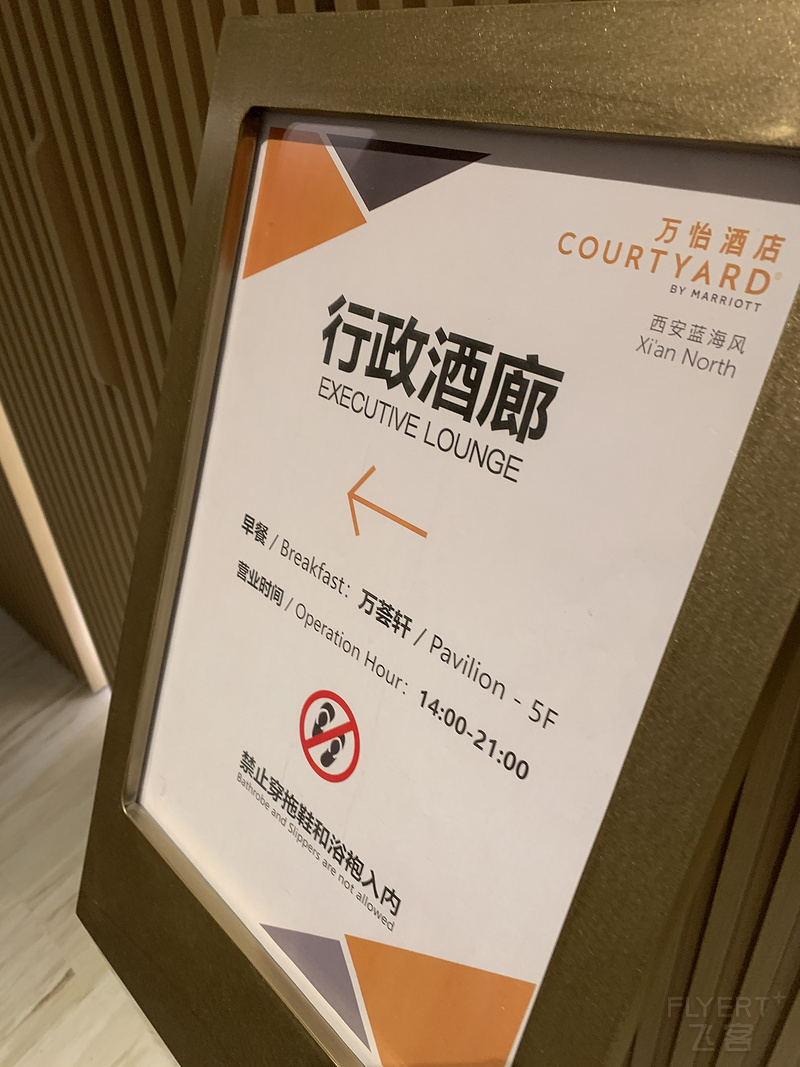 万怡酒店
COURTYARD®
BY MARRIOTT
西安蓝海风
Xi'an North
行政酒廊
EXECUTIVE LOUNGE
早餐 / Breakfast： 万荟轩 / Pavilion - 5F
营业时间 / Operation Hour： 14:00-21:00
禁止穿拖鞋和浴袍入内
Bathrobe and Slippers are not allowed
FLYERT+
飞客